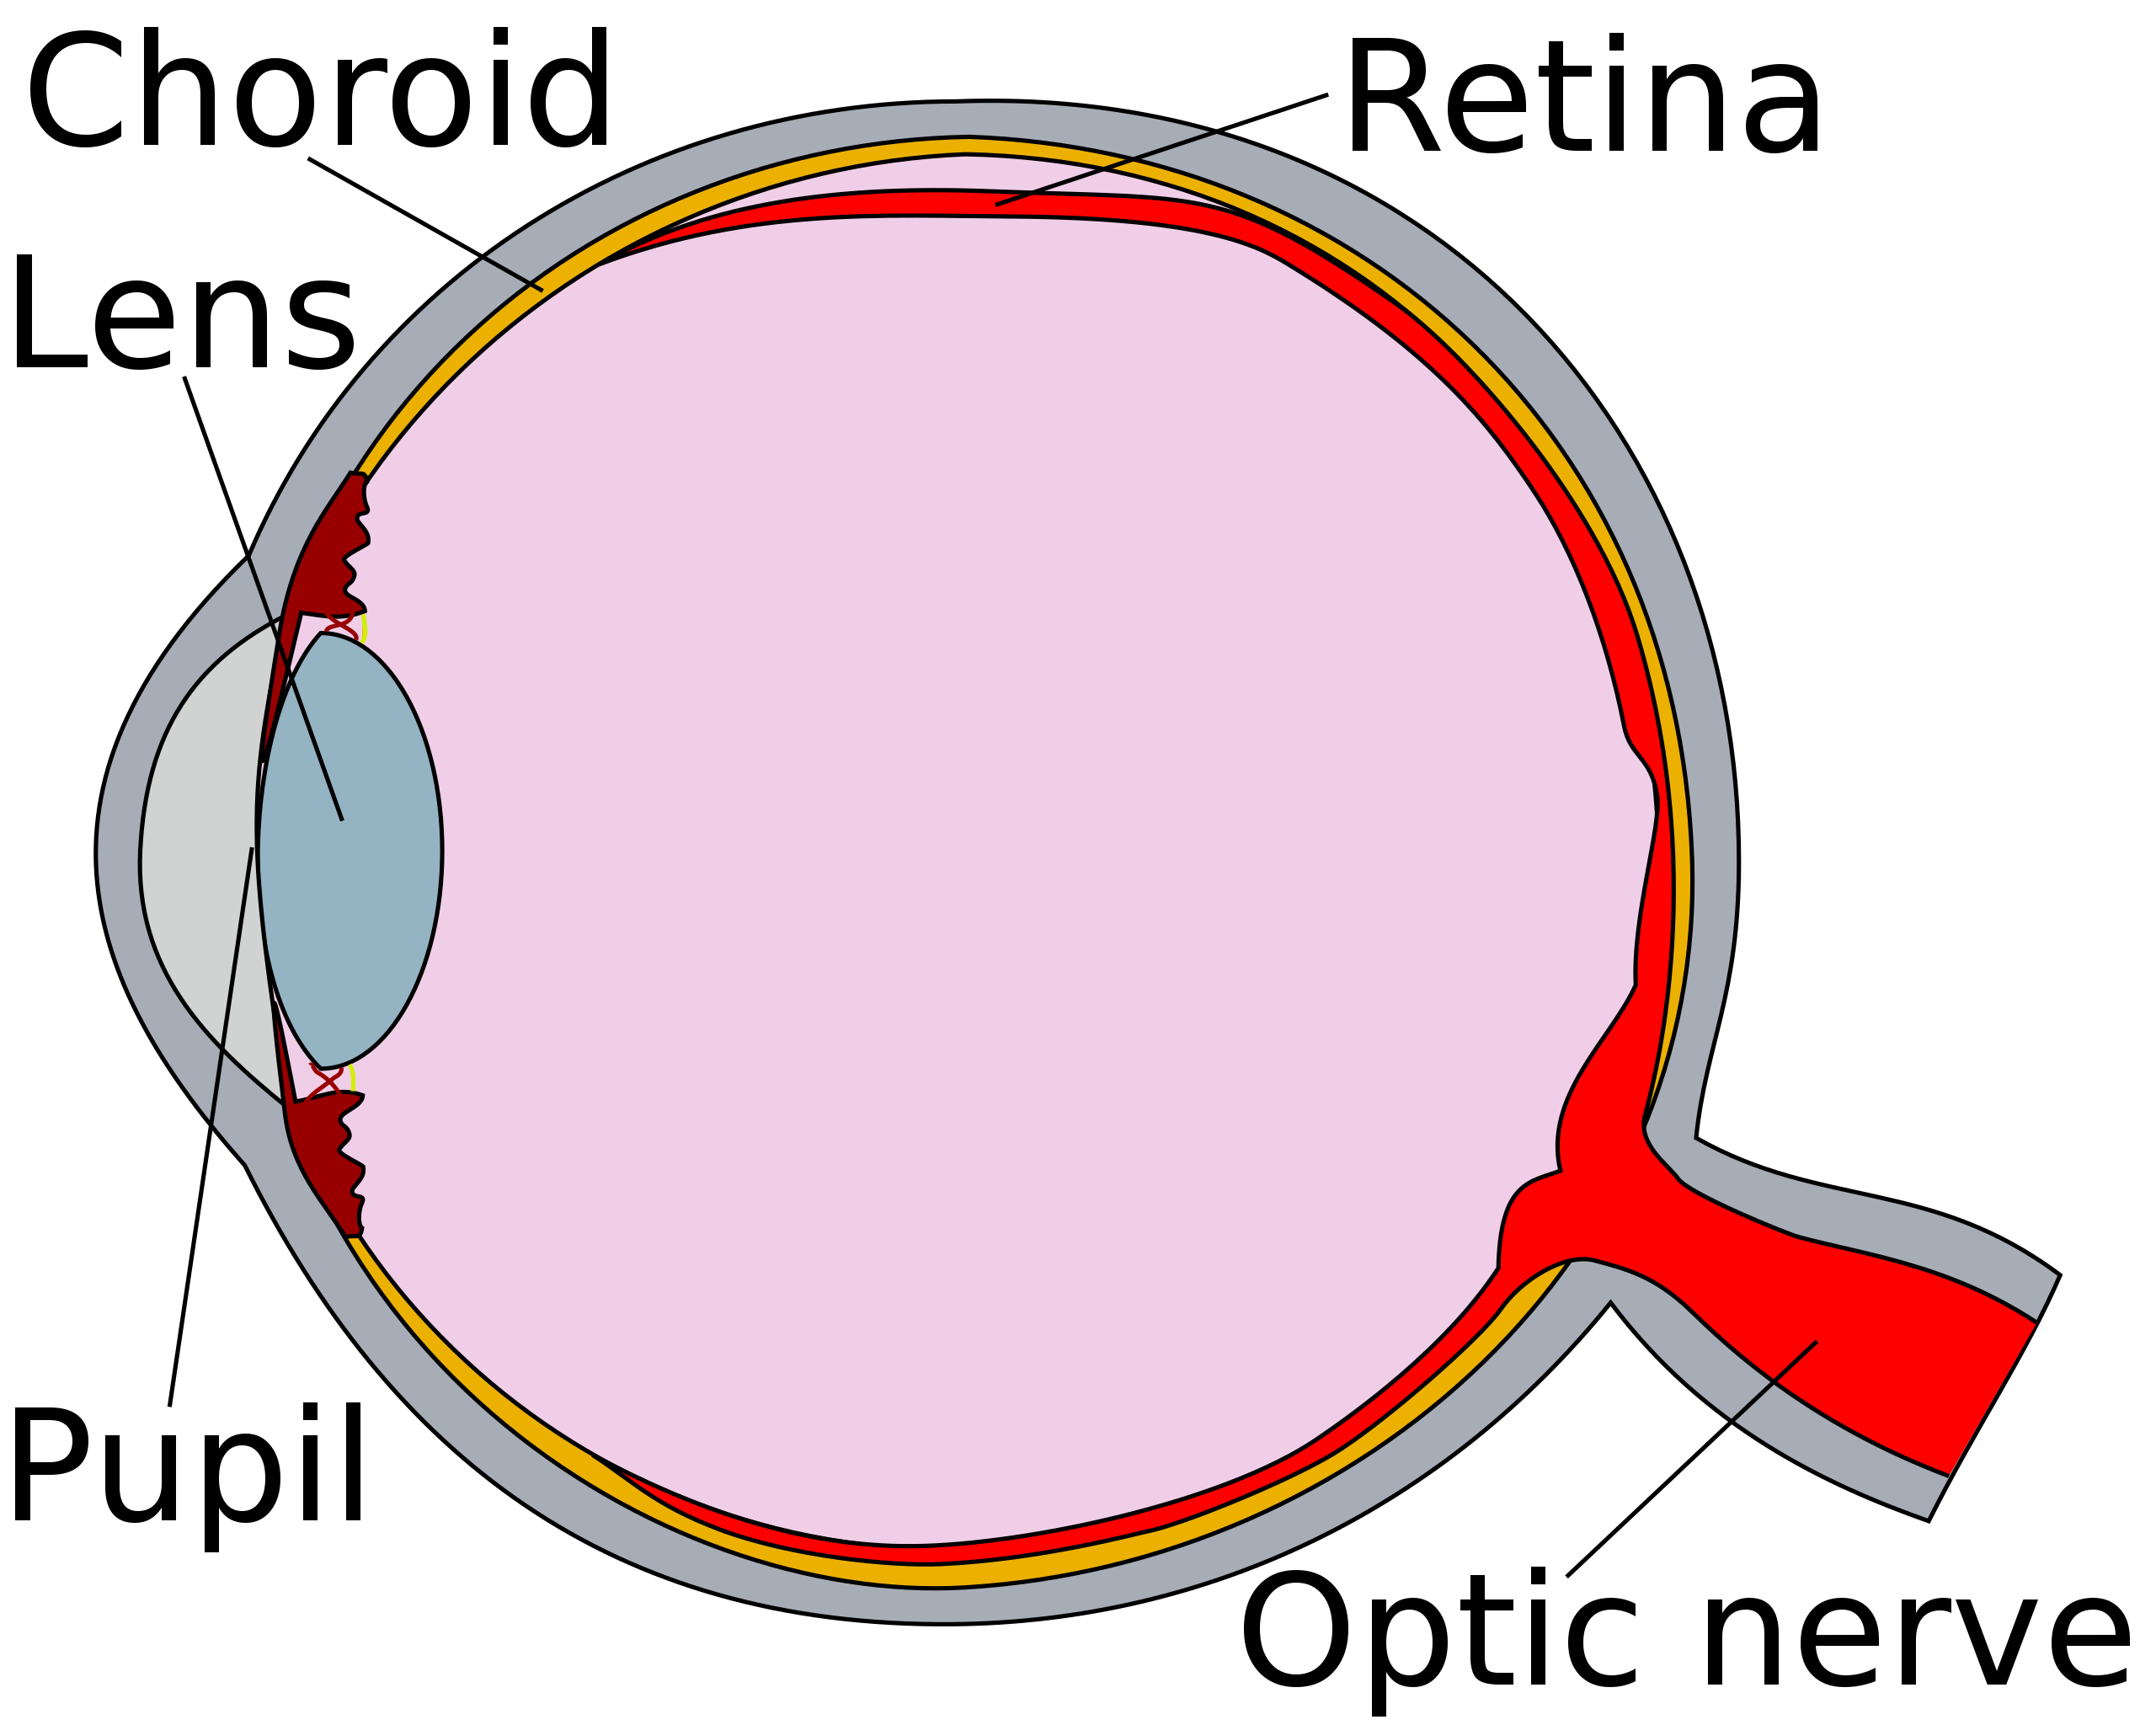 Choroid
Retina
Lens
Pupil
Optic nerve